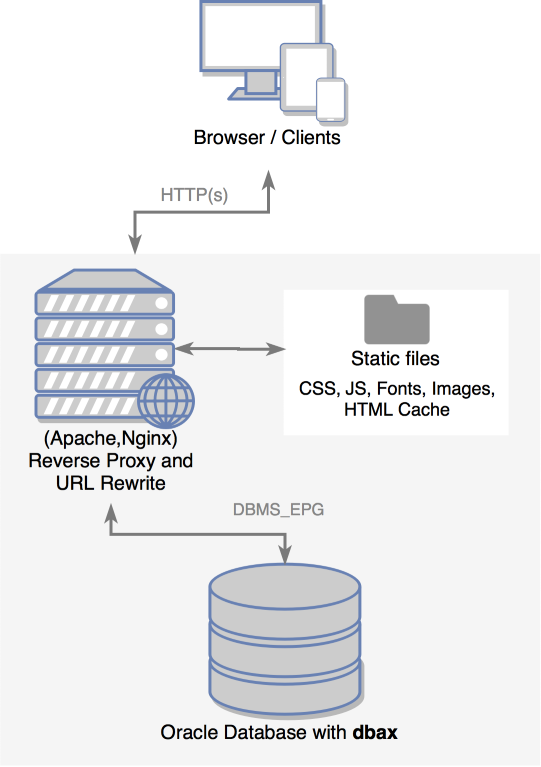 Browser / Clients
HTTP(s)
(Apache,Nginx)
Reverse Proxy and
URL Rewrite
Static files
CSS, JS, Fonts, Images,
HTML Cache
DBMS_EPG
Oracle Database with dbax